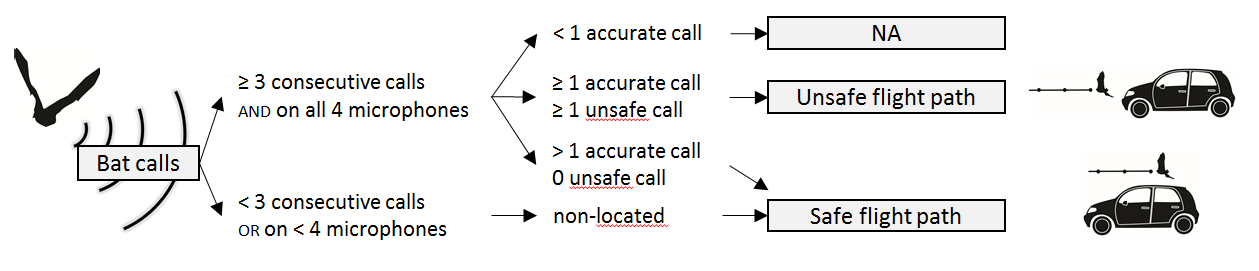 < 1 accurate call
NA
≥ 3 consecutive calls
AND on all 4 microphones
≥ 1 accurate call
≥ 1 unsafe call
Unsafe flight path
Bat calls
> 1 accurate call
0 unsafe call
< 3 consecutive calls
OR on < 4 microphones
non-located
Safe flight path